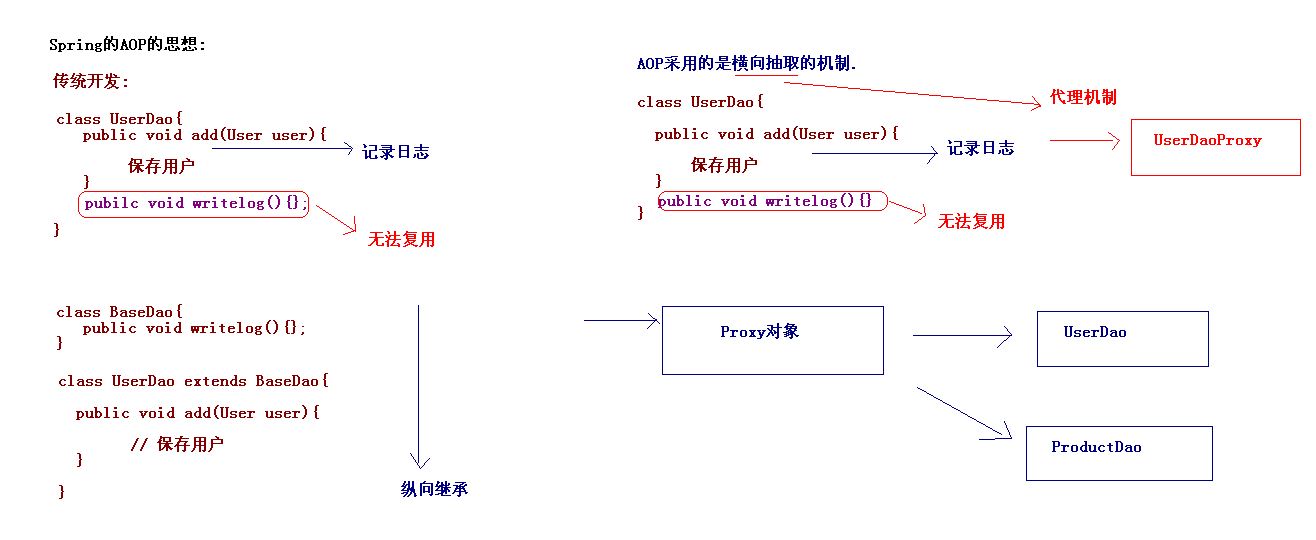 Spring的AOP的思想:
传统开发:
class UserDao{
public void add(User user){
记录日志
保存用户
}
pubilc void writelog(){};
}
无法复用
class BaseDao{
public void writelog(){};
}
class UserDao extends BaseDao{
public void add(User user){
// 保存用户
}
}
纵向继承
AOP采用的是横向抽取的机制.
代理机制
class UserDao{
public void add(User user){
记录日志
保存用户
}
public void writelog(){}
}
无法复用
UserDaoProxy
Proxy对象
UserDao
ProductDao